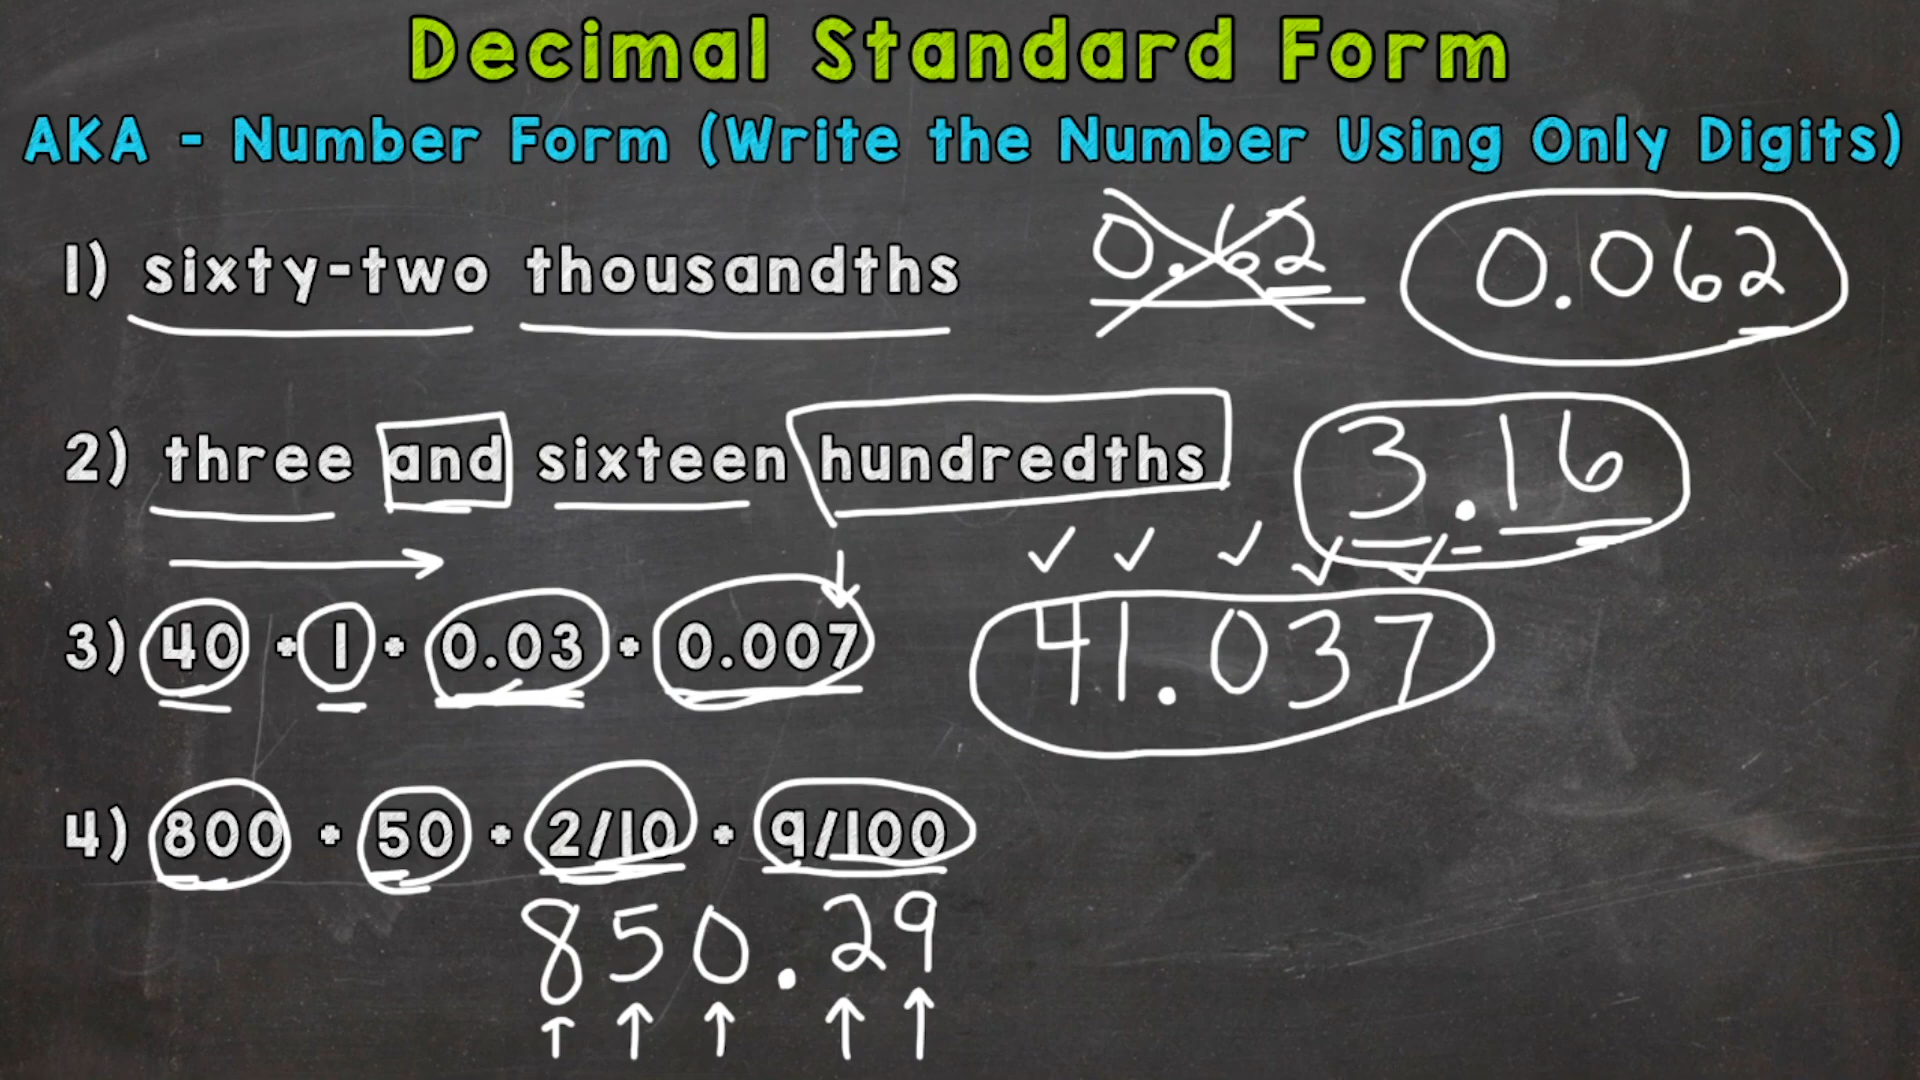 Decimal Standard Form
AKA - Number Form (Write the Number Using Only Digits)
1) sixty-two thousandths 0.62 0.062
2) three and sixteen hundredths 3.16
3) 40 + 1 + 0.03 + 0.007 41.037
4) 800 + 50 + 2/10 + 9/100
850.29